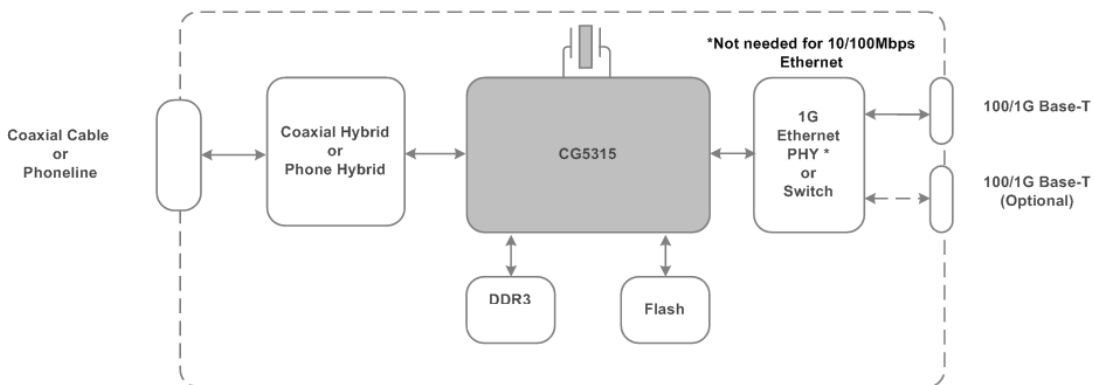 *Not needed for 10/100Mbps
Ethernet
Coaxial Cable
or
Phoneline
Coaxial Hybrid
or
Phone Hybrid
CG5315
1G
Ethernet
PHY *
or
Switch
100/1G Base-T
100/1G Base-T
(Optional)
DDR3
Flash